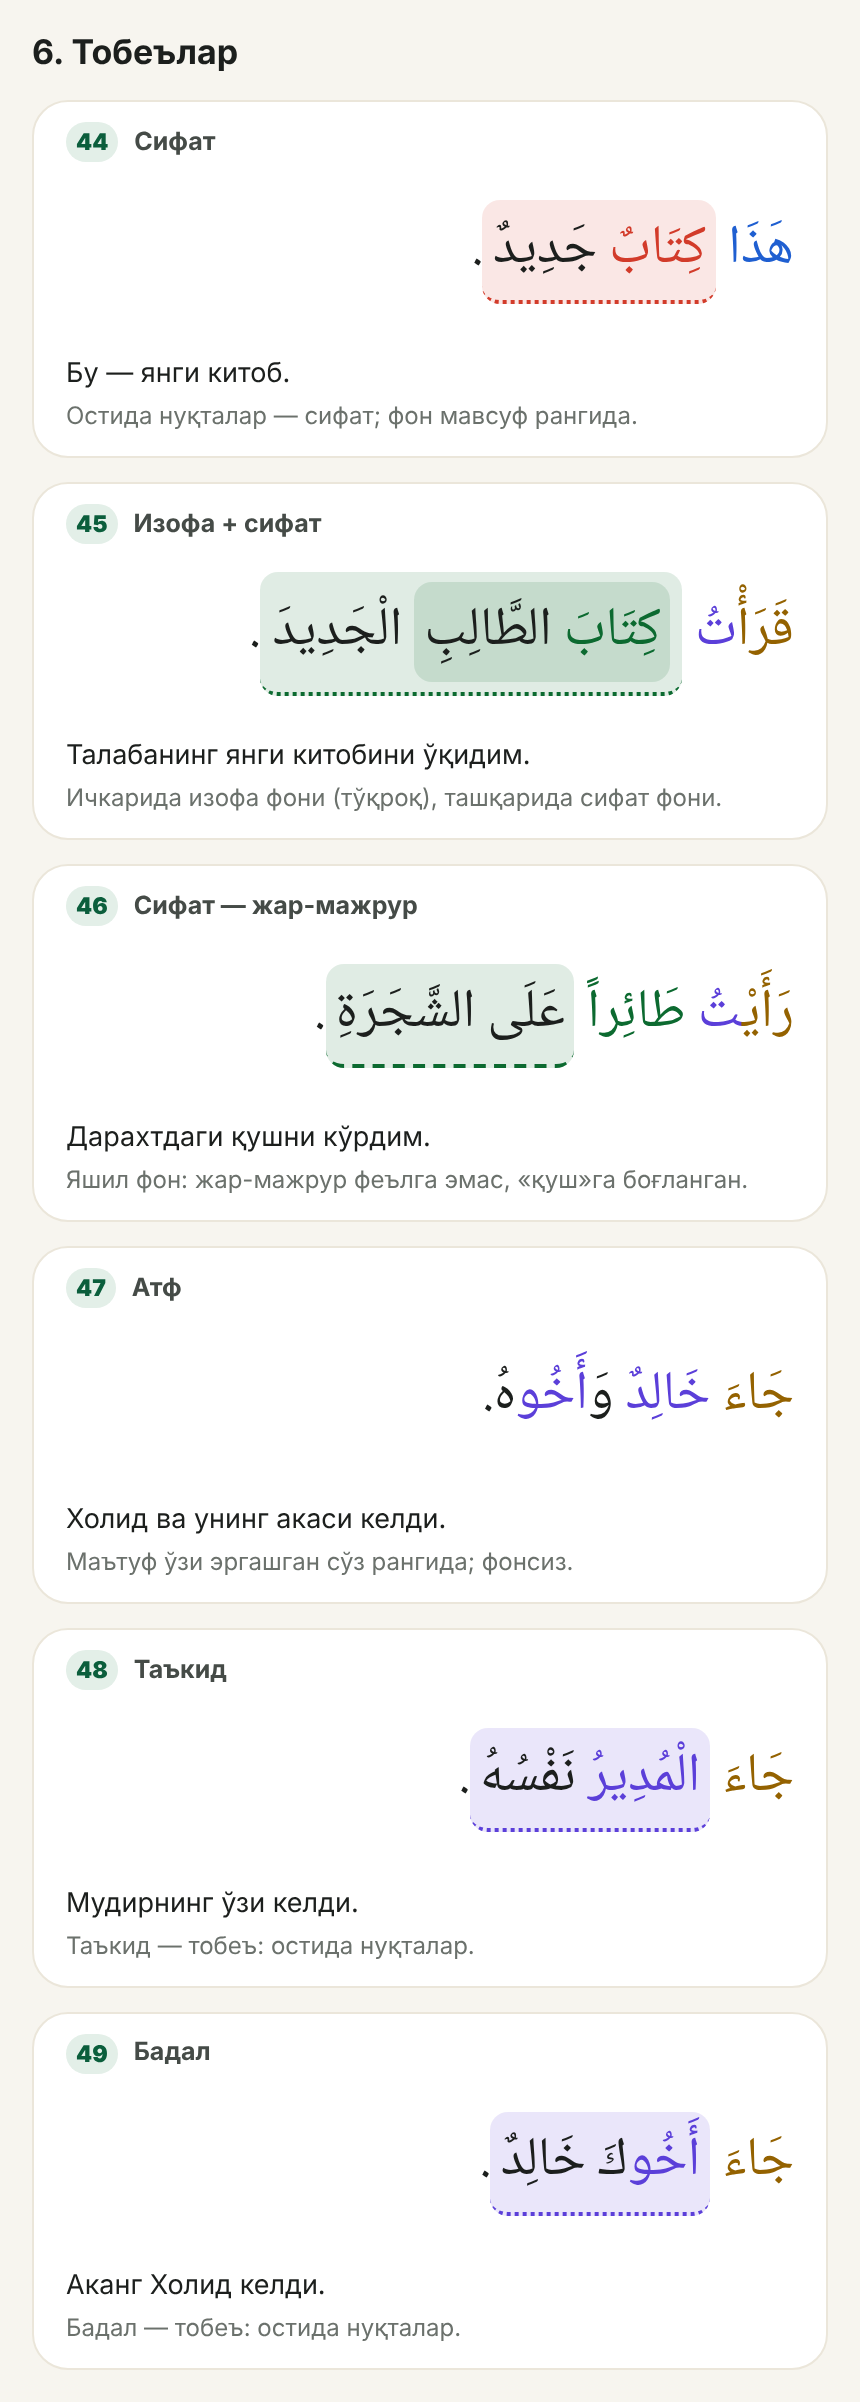 6. Тобеълар
44 Сифат
هَذَا كِتَابٌ جَدِيدٌ.
Бу — янги китоб.
Остида нуқталар — сифат; фон мавсуф рангида.
45 Изофа + сифат
قَرَأْتُ كِتَابَ الطَّالِبِ الْجَدِيدَ.
Талабанинг янги китобини ўқидим.
Ичкарида изофа фони (тўқроқ), ташқарида сифат фони.
46 Сифат — жар-мажрур
رَأَيْتُ طَائِراً عَلَى الشَّجَرَةِ.
Дарахтдаги қушни кўрдим.
Яшил фон: жар-мажрур феълга эмас, «қуш»га боғланган.
47 Атф
جَاءَ خَالِدٌ وَأَخُوهُ.
Холид ва унинг акаси келди.
Маътуф ўзи эргашган сўз рангида; фонсиз.
48 Таъкид
جَاءَ الْمُدِيرُ نَفْسُهُ.
Мудирнинг ўзи келди.
Таъкид — тобеъ: остида нуқталар.
49 Бадал
جَاءَ أَخُوكَ خَالِدٌ.
Аканг Холид келди.
Бадал — тобеъ: остида нуқталар.